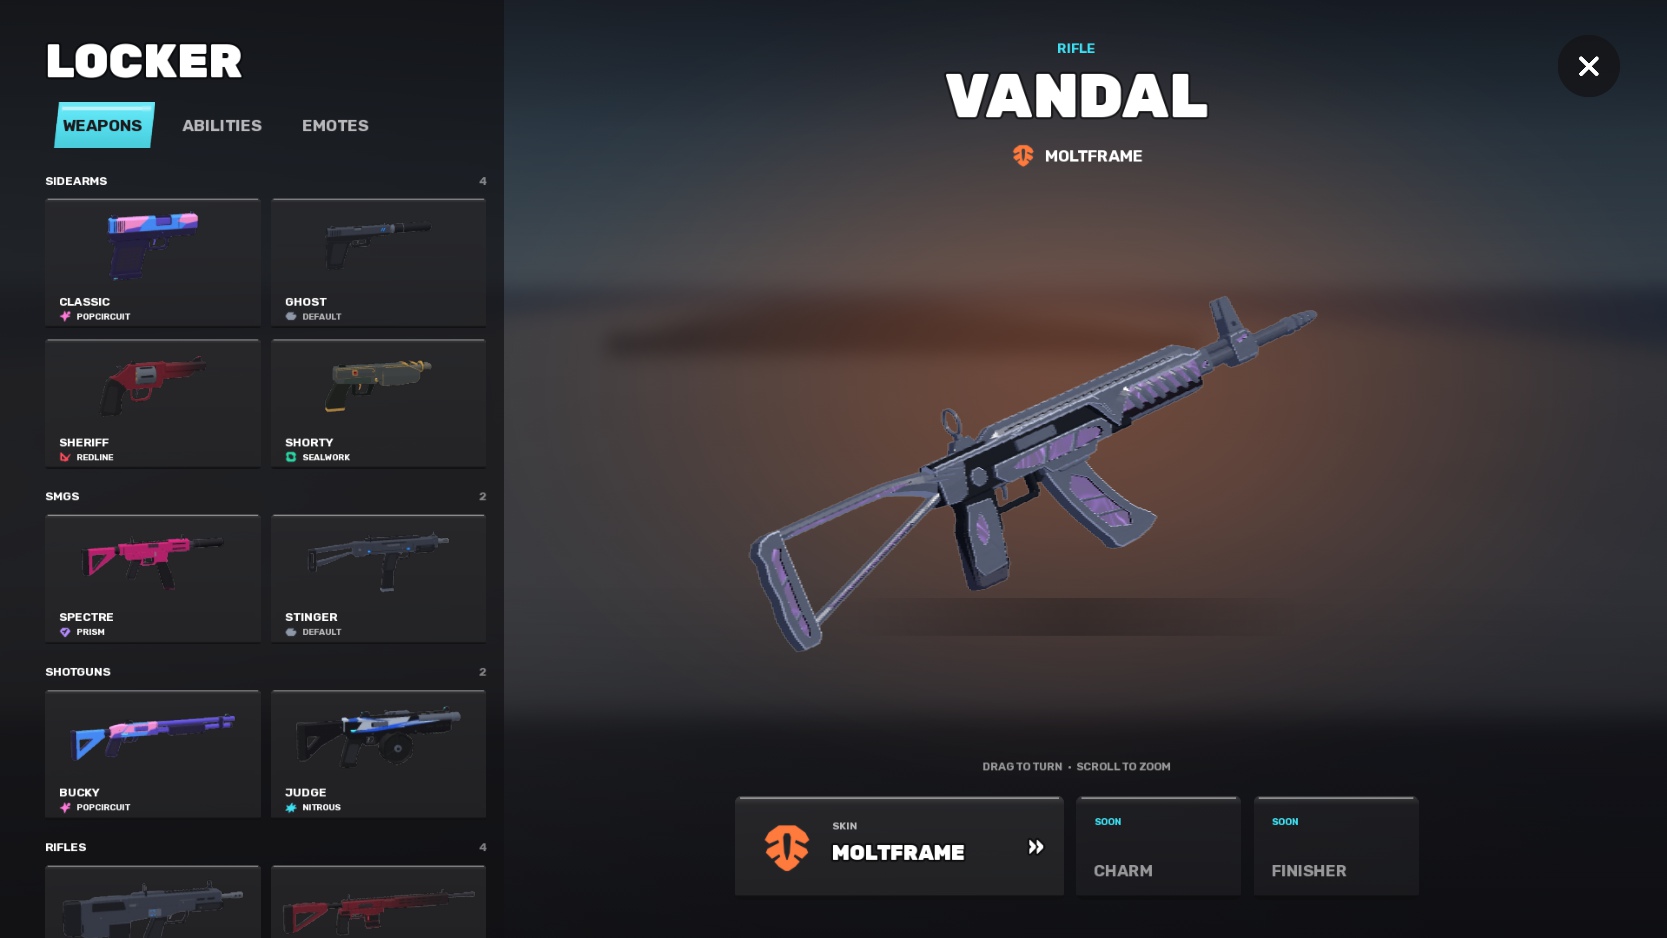 LOCKER
WEAPONS
ABILITIES
EMOTES
SIDEARMS
4
CLASSIC
POPCIRCUIT
GHOST
DEFAULT
SHERIFF
REDLINE
SHORTY
SEALWORK
SMGS
2
SPECTRE
PRISM
STINGER
DEFAULT
SHOTGUNS
2
BUCKY
POPCIRCUIT
JUDGE
NITROUS
RIFLES
4
RIFLE
VANDAL
MOLTFRAME
DRAG TO TURN • SCROLL TO ZOOM
SKIN
MOLTFRAME
SOON
CHARM
SOON
FINISHER